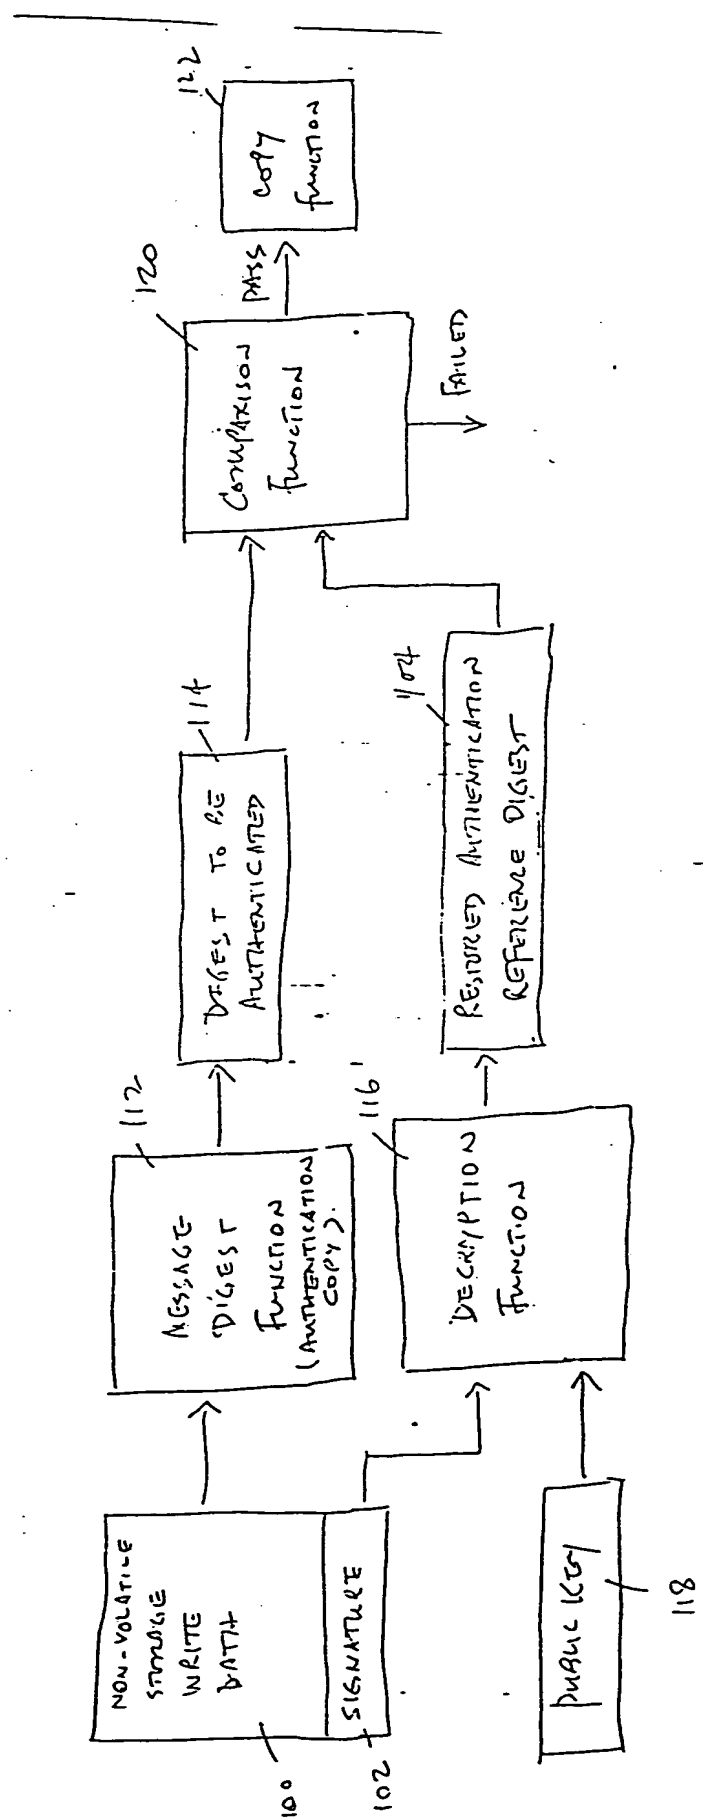 NON-VOLATILE
STORAGE
WRITE
DATA
100
SIGNATURE
102
PUBLIC KEY
118
MESSAGE
DIGEST
FUNCTION
(AUTHENTICATION
COPY).
112
DECRYPTION
FUNCTION
116
DIGEST TO BE
AUTHENTICATED
114
RESTORED AUTHENTICATION
REFERENCE DIGEST
104
COMPARISON
FUNCTION
120
PASS
FAILED
COPY
FUNCTION
122